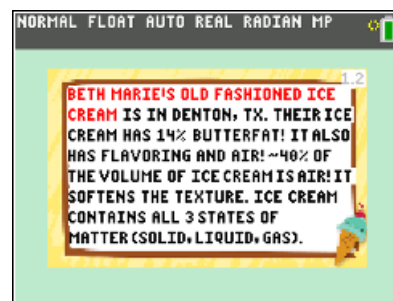 NORMAL FLOAT AUTO REAL RADIAN MP
1.2
BETH MARIE'S OLD FASHIONED ICE
CREAM IS IN DENTON, TX. THEIR ICE
CREAM HAS 14% BUTTERFAT! IT ALSO
HAS FLAVORING AND AIR! ~40% OF
THE VOLUME OF ICE CREAM IS AIR! IT
SOFTENS THE TEXTURE. ICE CREAM
CONTAINS ALL 3 STATES OF
MATTER (SOLID, LIQUID, GAS).